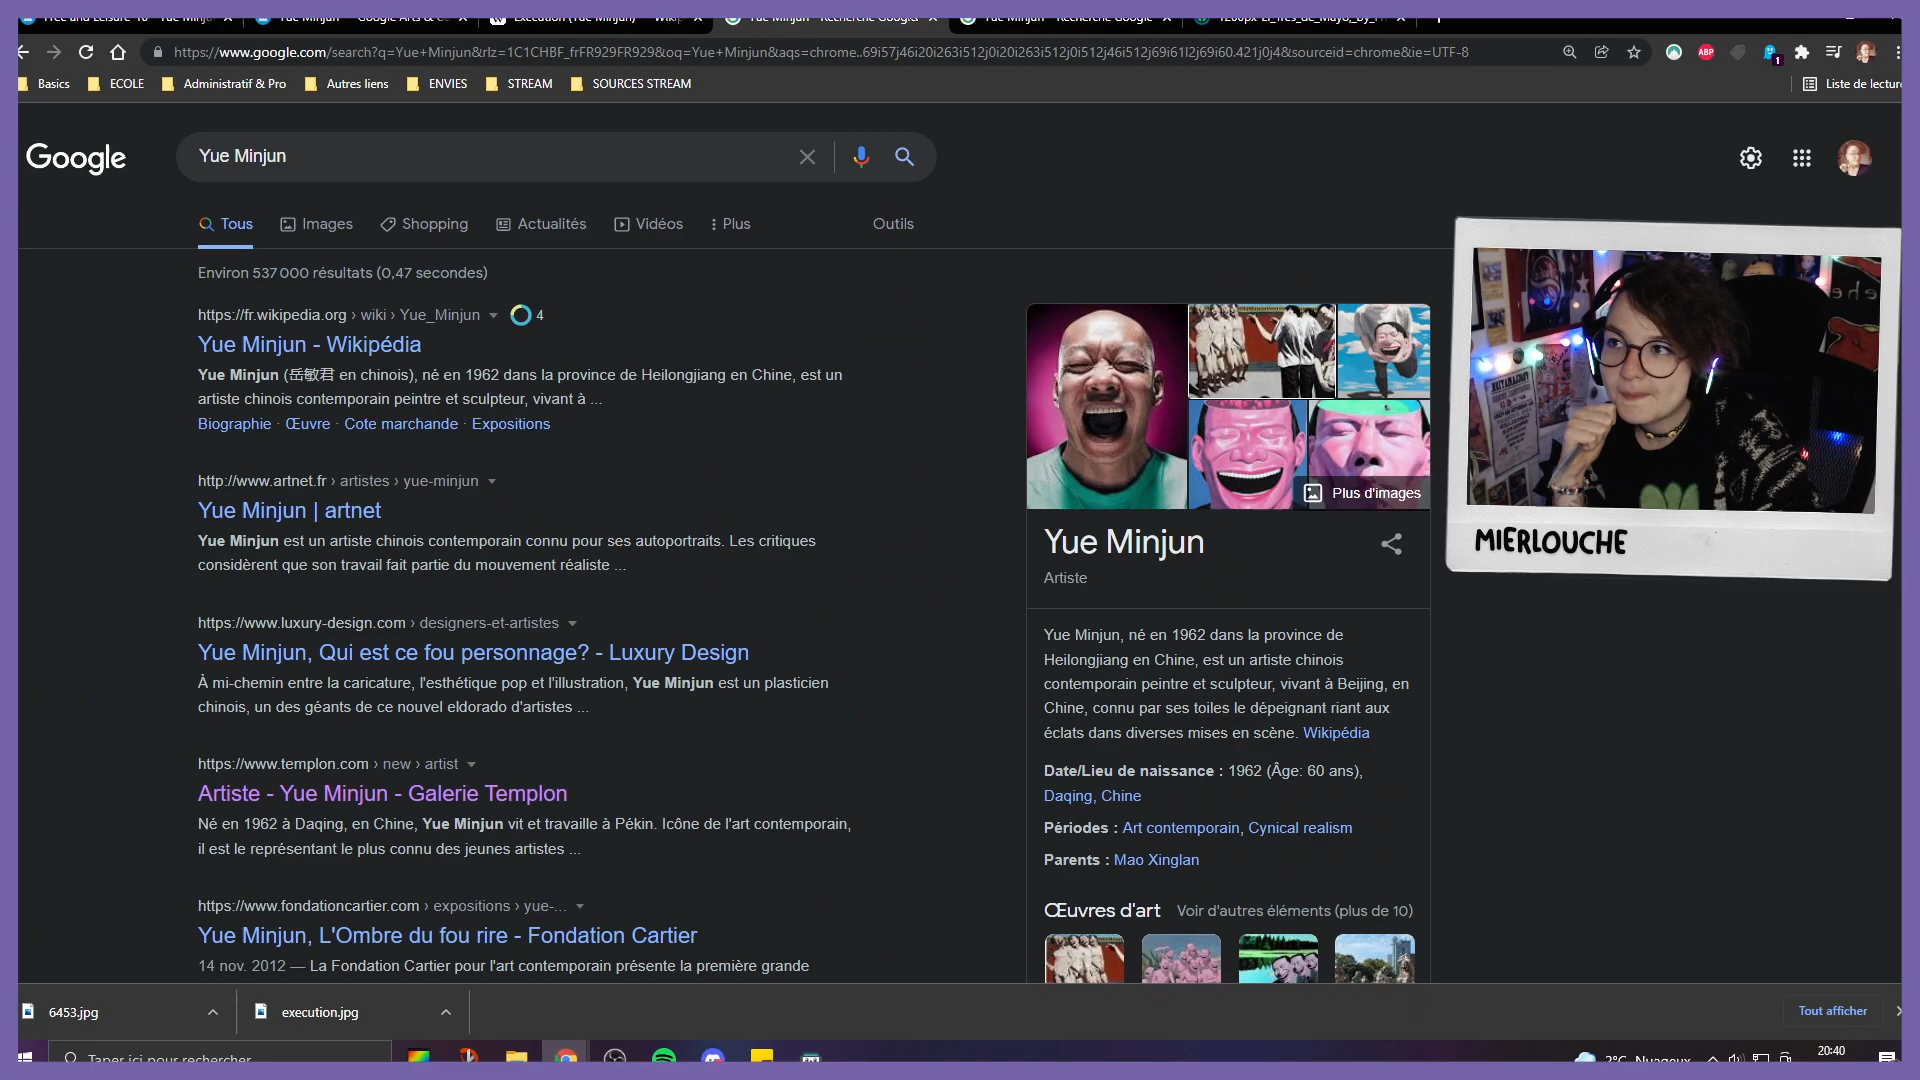 Yue Minjun
https://www.google.com/search?q=Yue+Minjun&rlz=1C1CHBF_frFR929FR929&oq=Yue+Minjun&aqs=chrome..69i57j46i20i263i512j0i20i263i512j0i512j46i512j69i61l2j69i60.421j0j4&sourceid=chrome&ie=UTF-8
ABP
1
Basics
ECOLE
Administratif & Pro
Autres liens
ENVIES
STREAM
SOURCES STREAM
Liste de lecture
Google
Yue Minjun
Tous
Images
Shopping
Actualités
Vidéos
Plus
Outils
Environ 537 000 résultats (0,47 secondes)
https://fr.wikipedia.org › wiki › Yue_Minjun
4
Yue Minjun - Wikipédia
Yue Minjun (岳敏君 en chinois), né en 1962 dans la province de Heilongjiang en Chine, est un
artiste chinois contemporain peintre et sculpteur, vivant à ...
Biographie · Œuvre · Cote marchande · Expositions
http://www.artnet.fr › artistes › yue-minjun
Yue Minjun | artnet
Yue Minjun est un artiste chinois contemporain connu pour ses autoportraits. Les critiques
considèrent que son travail fait partie du mouvement réaliste ...
https://www.luxury-design.com › designers-et-artistes
Yue Minjun, Qui est ce fou personnage? - Luxury Design
À mi-chemin entre la caricature, l'esthétique pop et l'illustration, Yue Minjun est un plasticien
chinois, un des géants de ce nouvel eldorado d'artistes ...
https://www.templon.com › new › artist
Artiste - Yue Minjun - Galerie Templon
Né en 1962 à Daqing, en Chine, Yue Minjun vit et travaille à Pékin. Icône de l'art contemporain,
il est le représentant le plus connu des jeunes artistes ...
https://www.fondationcartier.com › expositions › yue-...
Yue Minjun, L'Ombre du fou rire - Fondation Cartier
14 nov. 2012 — La Fondation Cartier pour l'art contemporain présente la première grande
Plus d'images
Yue Minjun
Artiste
Yue Minjun, né en 1962 dans la province de
Heilongjiang en Chine, est un artiste chinois
contemporain peintre et sculpteur, vivant à Beijing, en
Chine, connu par ses toiles le dépeignant riant aux
éclats dans diverses mises en scène. Wikipédia
Date/Lieu de naissance : 1962 (Âge: 60 ans),
Daqing, Chine
Périodes : Art contemporain, Cynical realism
Parents : Mao Xinglan
Œuvres d'art
Voir d'autres éléments (plus de 10)
MIERLOUCHE
6453.jpg
execution.jpg
Tout afficher
Taper ici pour rechercher
2°C Nuageux
20:40